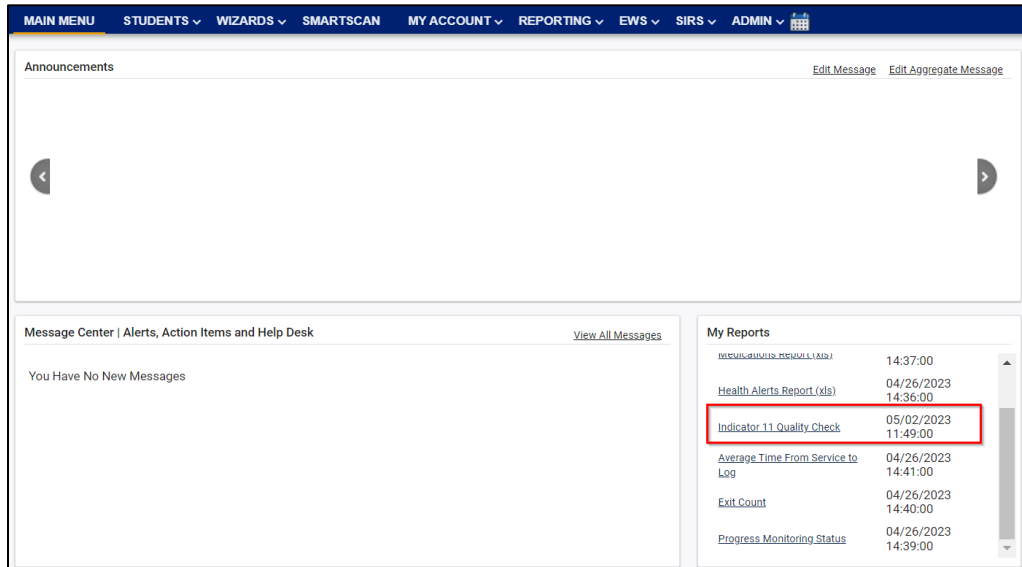 MAIN MENU STUDENTS WIZARDS SMARTSCAN MY ACCOUNT REPORTING EWS SIRS ADMIN
Announcements Edit Message Edit Aggregate Message
Message Center | Alerts, Action Items and Help Desk View All Messages
You Have No New Messages
My Reports
Medications Report (xls) 14:37:00
Health Alerts Report (xls) 04/26/2023
14:36:00
Indicator 11 Quality Check 05/02/2023
11:49:00
Average Time From Service to 04/26/2023
Log 14:41:00
Exit Count 04/26/2023
14:40:00
Progress Monitoring Status 04/26/2023
14:39:00